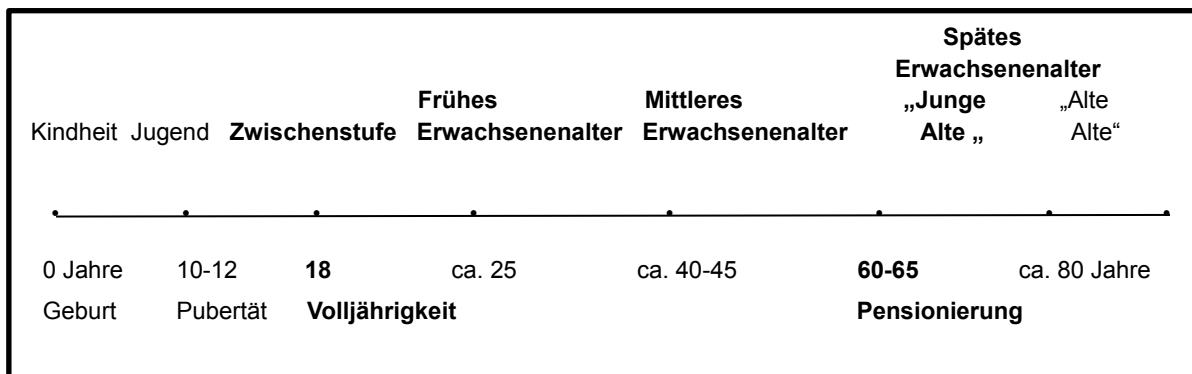 Spätes
Erwachsenenalter
Frühes Mittleres „Junge „Alte
Kindheit Jugend Zwischenstufe Erwachsenenalter Erwachsenenalter Alte „ Alte“
0 Jahre 10-12 18 ca. 25 ca. 40-45 60-65 ca. 80 Jahre
Geburt Pubertät Volljährigkeit Pensionierung